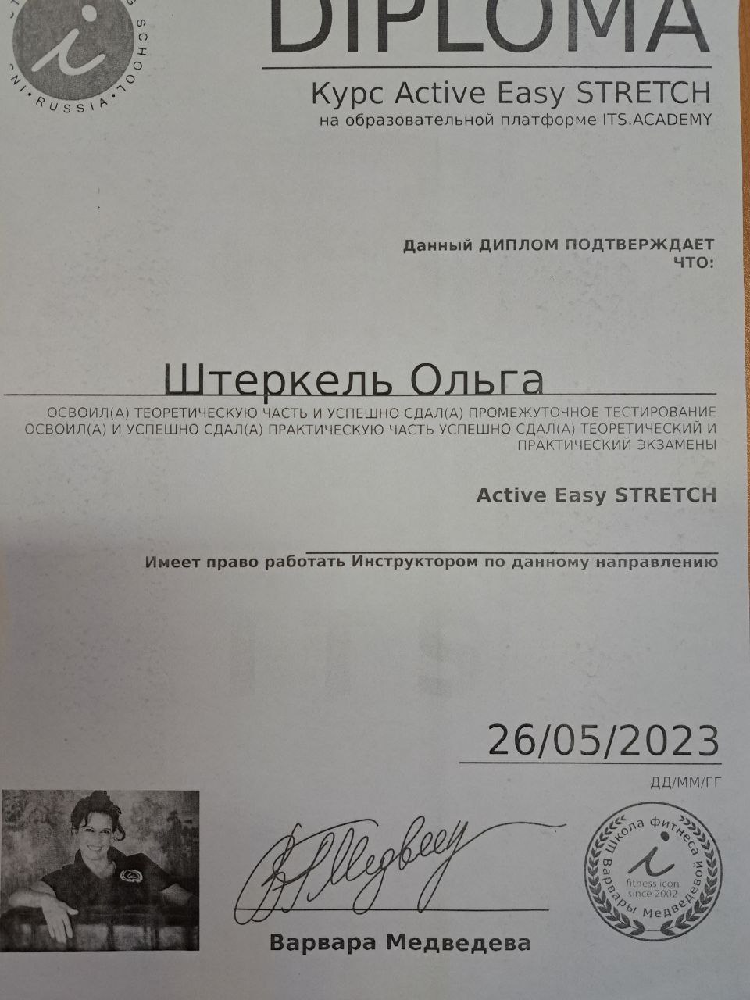 DIPLOMA
SCHOOL
RUSSIA
Курс Active Easy STRETCH
на образовательной платформе ITS.ACADEMY
Данный ДИПЛОМ ПОДТВЕРЖДАЕТ
ЧТО:
Штеркель Ольга
ОСВОИЛ(А) ТЕОРЕТИЧЕСКУЮ ЧАСТЬ И УСПЕШНО СДАЛ(А) ПРОМЕЖУТОЧНОЕ ТЕСТИРОВАНИЕ
ОСВОИЛ(А) И УСПЕШНО СДАЛ(А) ПРАКТИЧЕСКУЮ ЧАСТЬ УСПЕШНО СДАЛ(А) ТЕОРЕТИЧЕСКИЙ И
ПРАКТИЧЕСКИЙ ЭКЗАМЕНЫ
Active Easy STRETCH
Имеет право работать Инструктором по данному направлению
ITS
26/05/2023
ДД/ММ/ГГ
Школа фитнеса
Варвары Медведевой
i
fitness icon
since 2002
Варвара Медведева